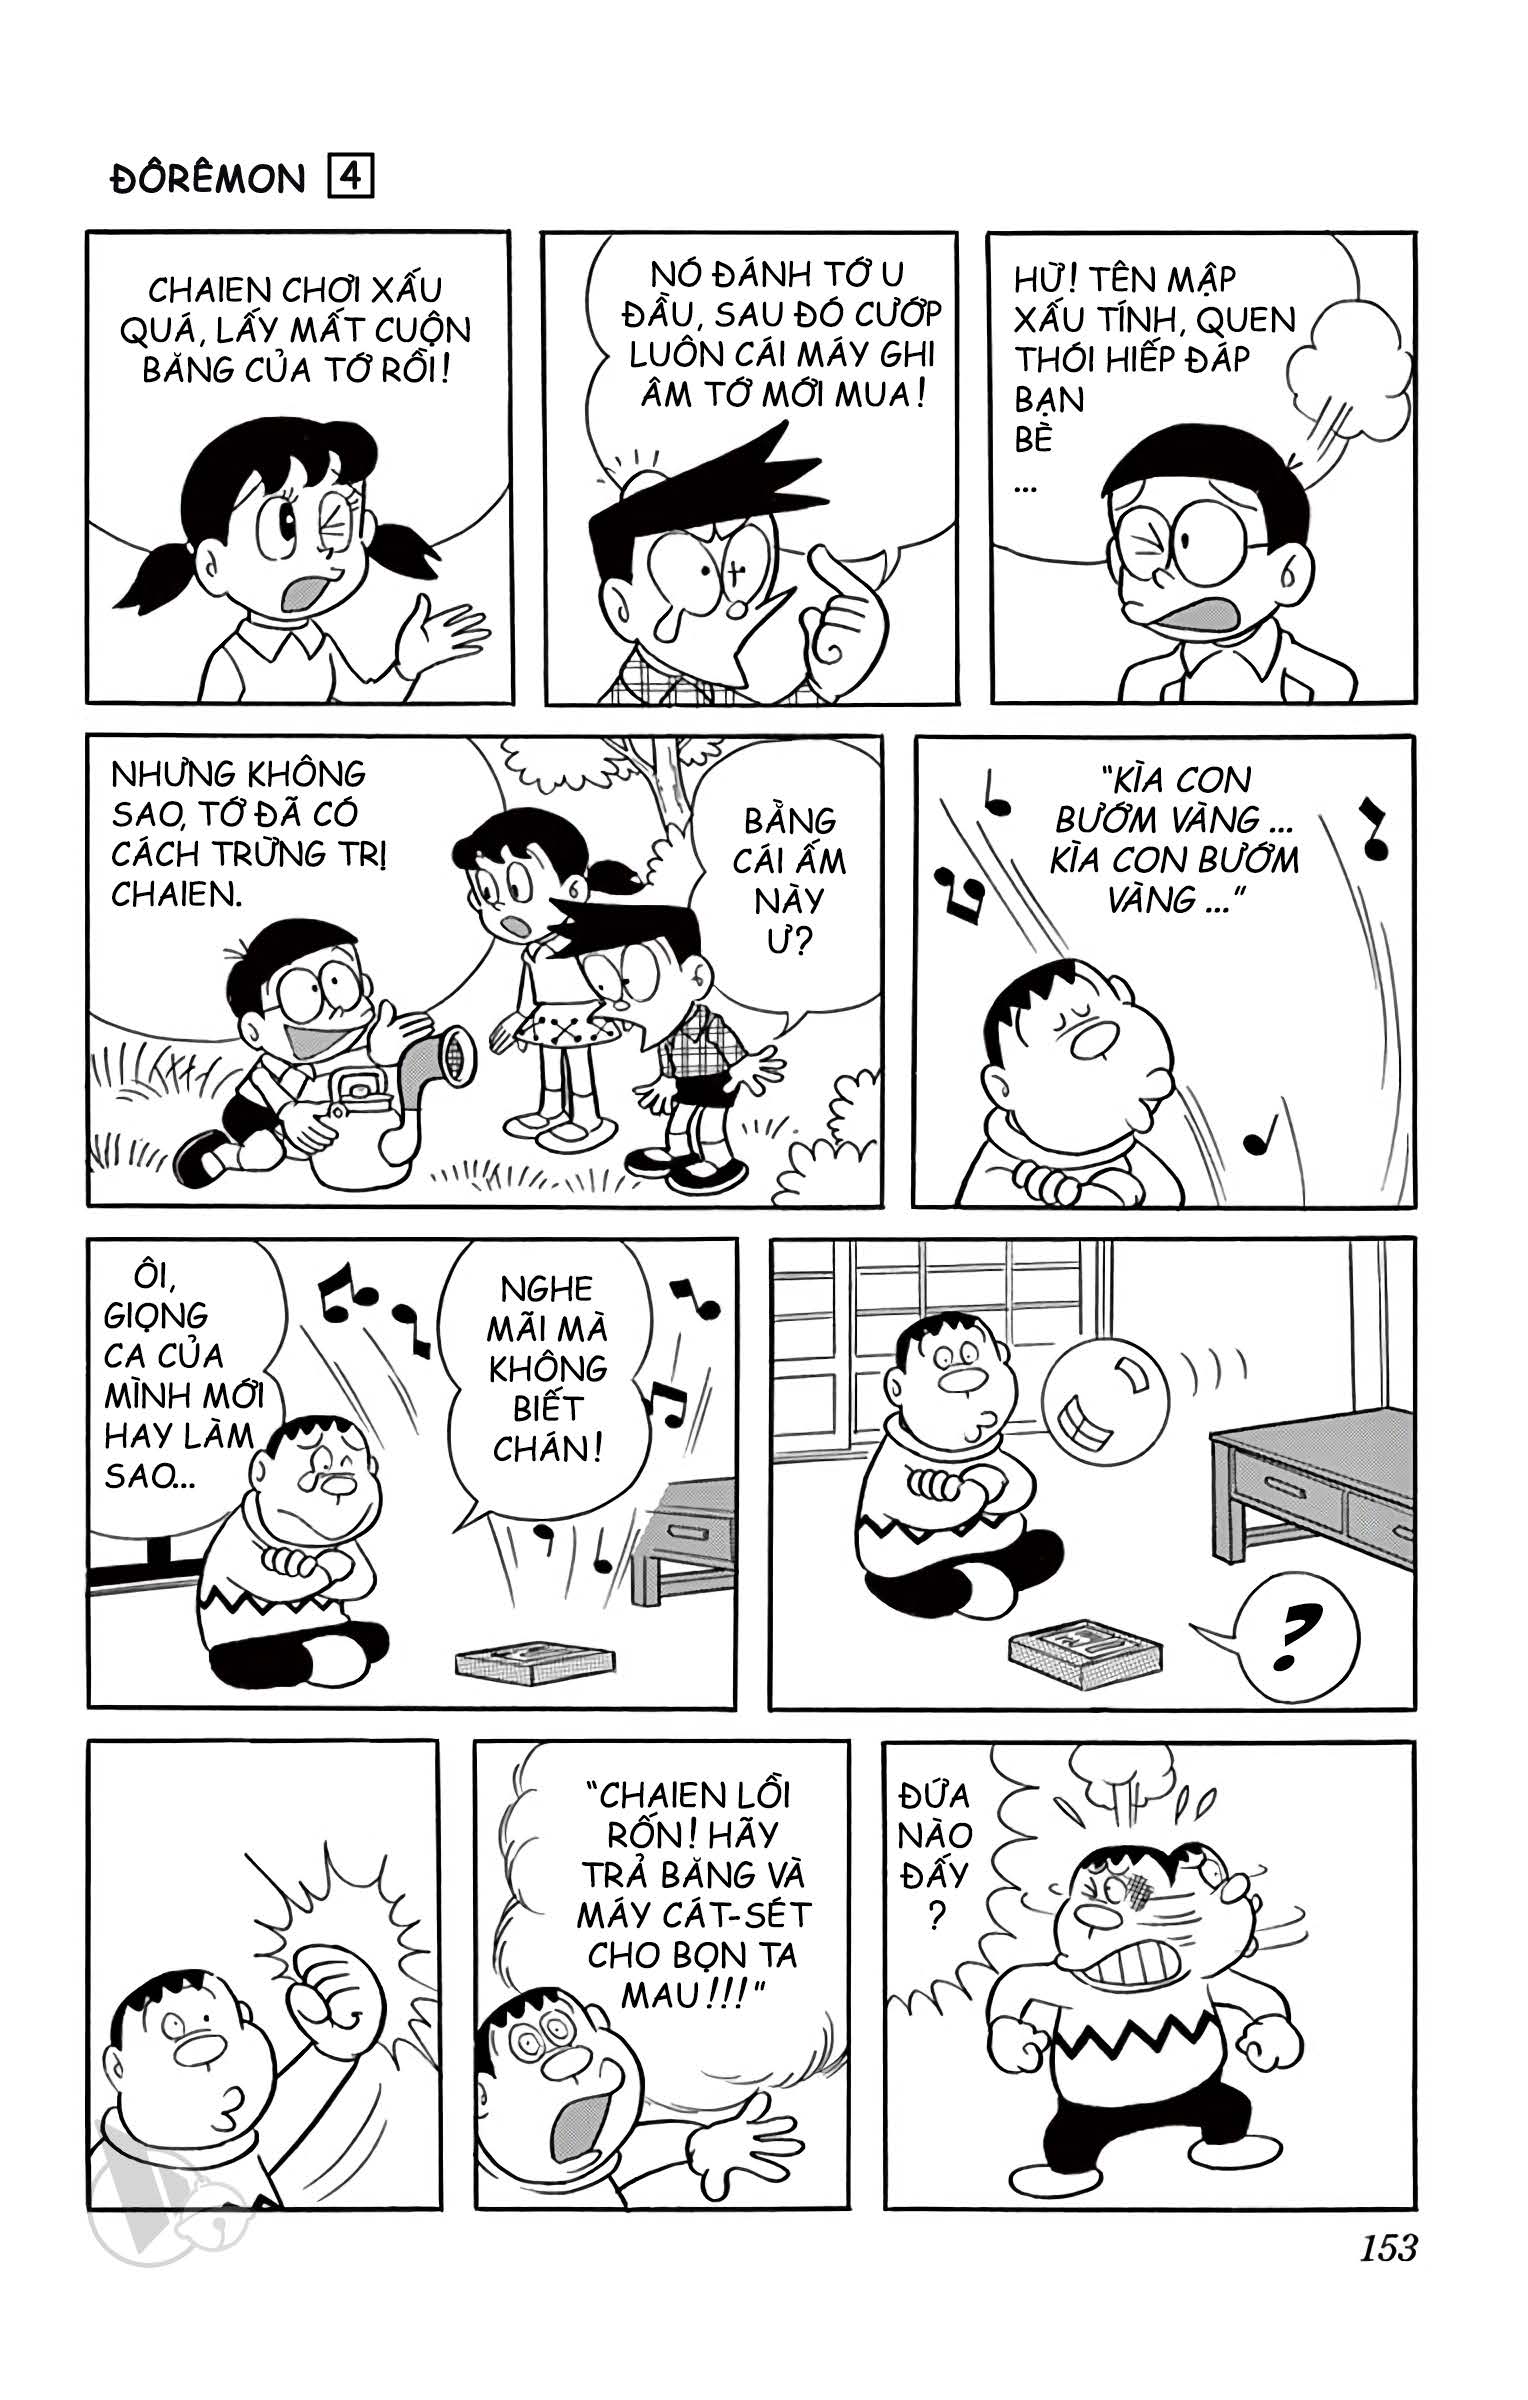 ĐÔRÊMON 4
CHAIEN CHƠI XẤU
QUÁ, LẤY MẤT CUỘN
BĂNG CỦA TỚ RỒI!
NÓ ĐÁNH TỚ U
ĐẦU, SAU ĐÓ CƯỚP
LUÔN CÁI MÁY GHI
ÂM TỚ MỚI MUA!
HỪ! TÊN MẬP
XẤU TÍNH, QUEN
THÓI HIẾP ĐÁP
BẠN
BÈ
...
NHƯNG KHÔNG
SAO, TỚ ĐÃ CÓ
CÁCH TRỪNG TRỊ
CHAIEN.
BẰNG
CÁI ẤM
NÀY
Ư?
"KÌA CON
BƯỚM VÀNG ...
KÌA CON BƯỚM
VÀNG ..."
ÔI,
GIỌNG
CA CỦA
MÌNH MỚI
HAY LÀM
SAO...
NGHE
MÃI MÀ
KHÔNG
BIẾT
CHÁN!
?
"CHAIEN LỒI
RỐN! HÃY
TRẢ BĂNG VÀ
MÁY CÁT-SÉT
CHO BỌN TA
MAU!!!"
ĐỨA
NÀO
ĐẤY
?
153